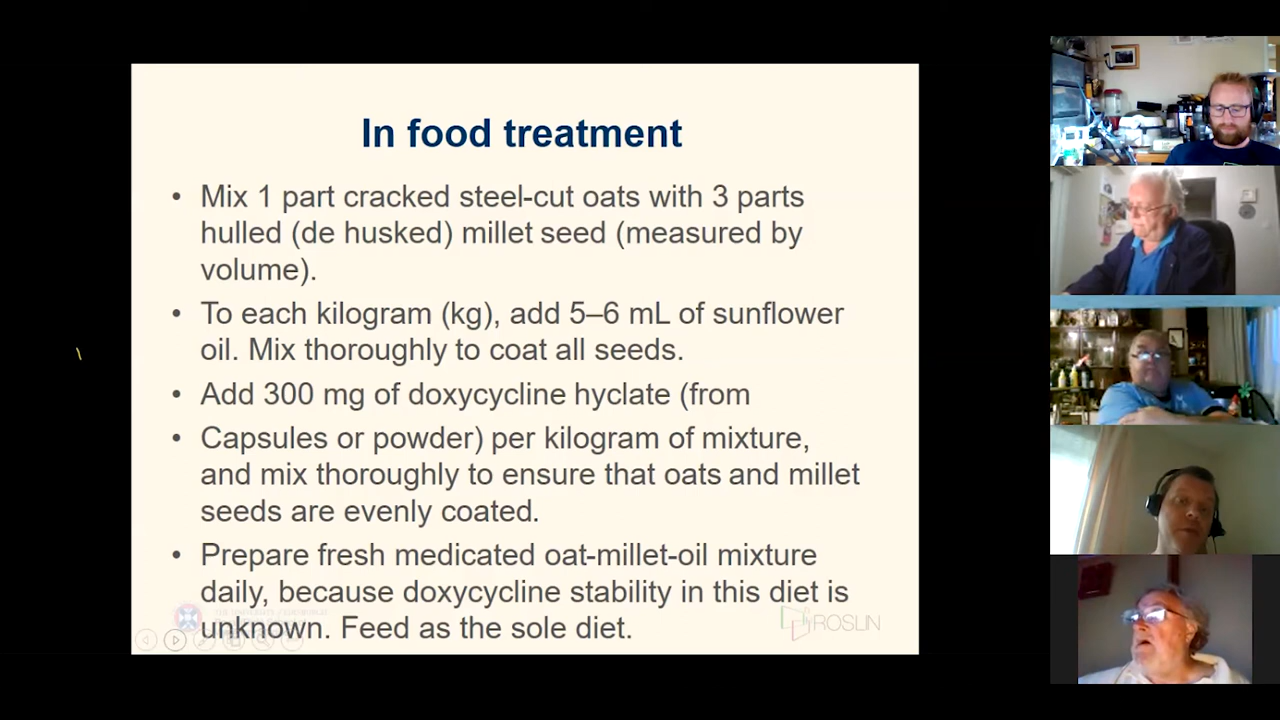 In food treatment
• Mix 1 part cracked steel-cut oats with 3 parts
hulled (de husked) millet seed (measured by
volume).
• To each kilogram (kg), add 5–6 mL of sunflower
oil. Mix thoroughly to coat all seeds.
• Add 300 mg of doxycycline hyclate (from
• Capsules or powder) per kilogram of mixture,
and mix thoroughly to ensure that oats and millet
seeds are evenly coated.
• Prepare fresh medicated oat-millet-oil mixture
daily, because doxycycline stability in this diet is
unknown. Feed as the sole diet.
ROSLIN